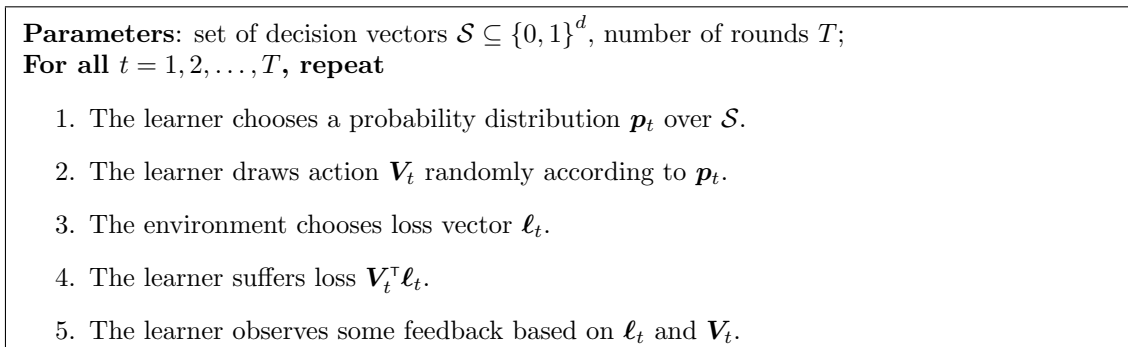 Parameters: set of decision vectors 𝒮 ⊆ {0, 1}^d, number of rounds T;
For all t = 1, 2, . . . , T, repeat
1. The learner chooses a probability distribution 𝒑_t over 𝒮.
2. The learner draws action 𝑽_t randomly according to 𝒑_t.
3. The environment chooses loss vector ℓ_t.
4. The learner suffers loss 𝑽_t^⊤ ℓ_t.
5. The learner observes some feedback based on ℓ_t and 𝑽_t.